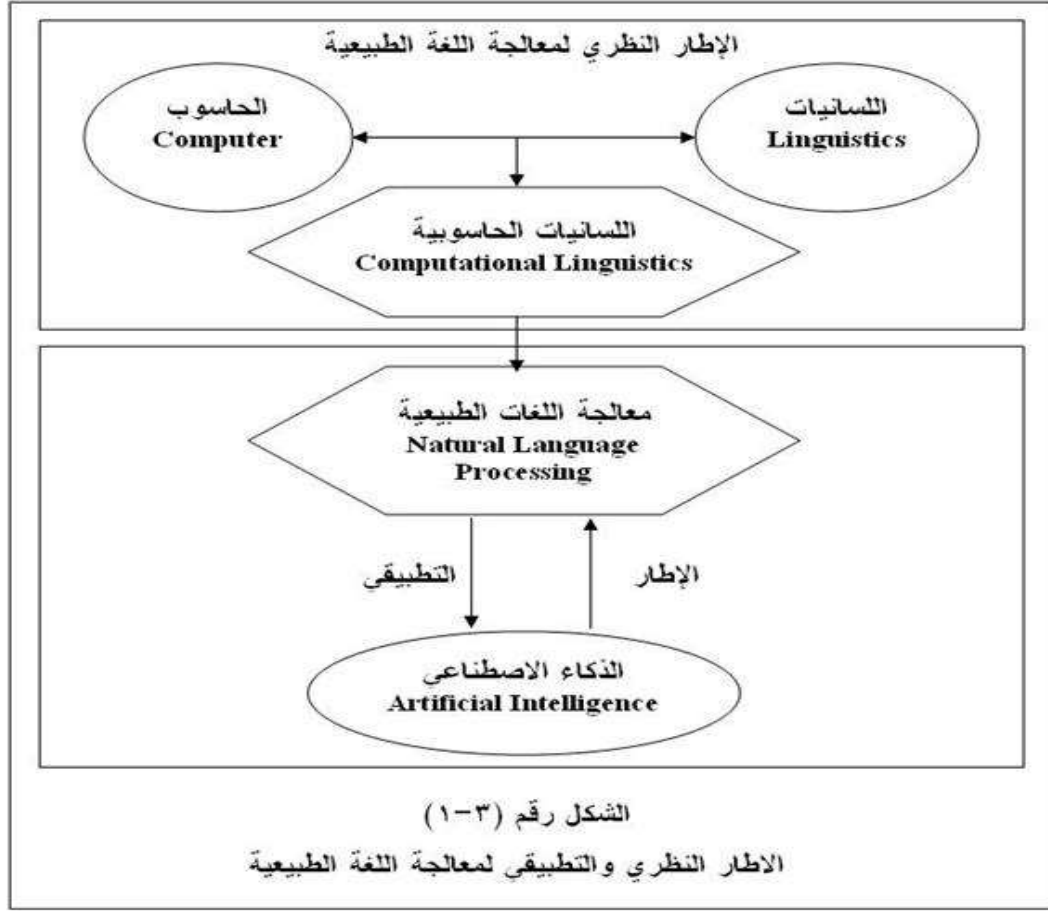 الإطار النظري لمعالجة اللغة الطبيعية
اللسانيات
Linguistics
الحاسوب
Computer
اللسانيات الحاسوبية
Computational Linguistics
معالجة اللغات الطبيعية
Natural Language
Processing
الإطار
التطبيقي
الذكاء الاصطناعي
Artificial Intelligence
الشكل رقم (٣-١)
الاطار النظري والتطبيقي لمعالجة اللغة الطبيعية